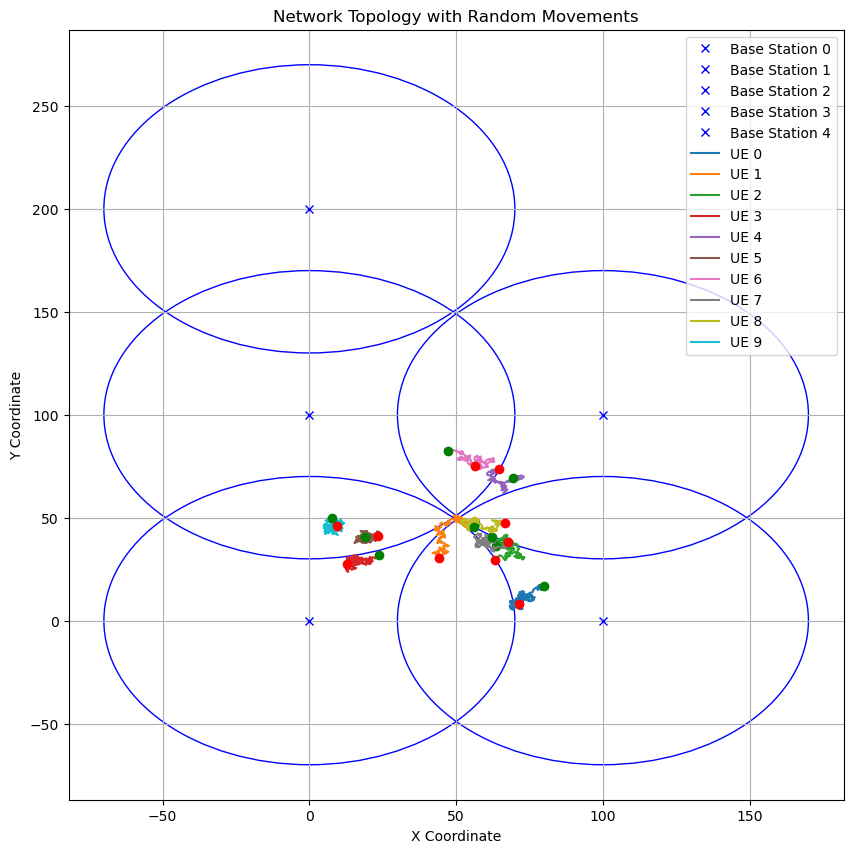 Network Topology with Random Movements
Base Station 0
Base Station 1
Base Station 2
Base Station 3
Base Station 4
UE 0
UE 1
UE 2
UE 3
UE 4
UE 5
UE 6
UE 7
UE 8
UE 9
Y Coordinate
250
200
150
100
50
0
−50
−50
0
50
100
150
X Coordinate